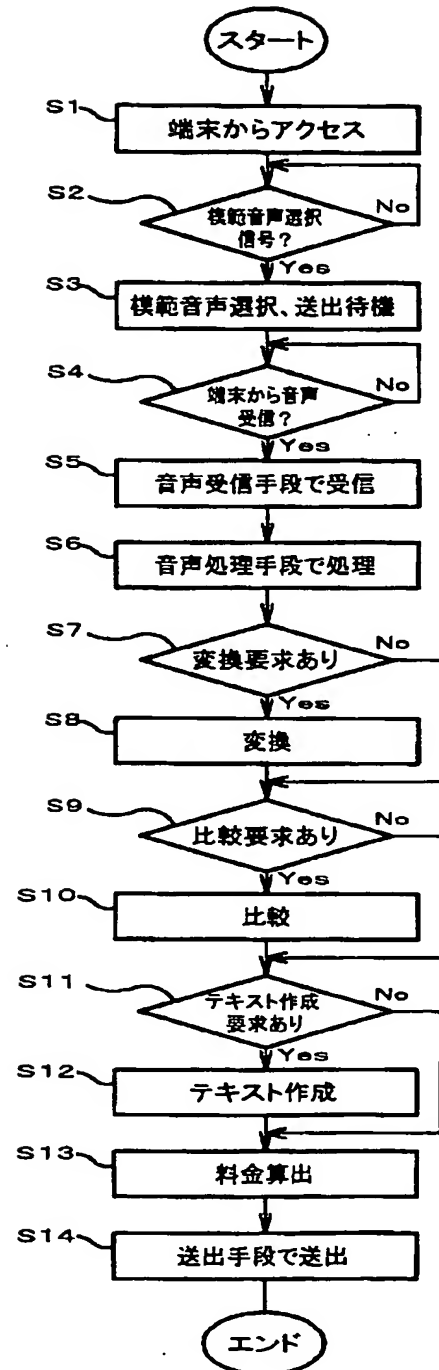 スタート
S1
端末からアクセス
S2
模範音声選択
信号？
No
Yes
S3
模範音声選択、送出待機
S4
端末から音声
受信？
No
Yes
S5
音声受信手段で受信
S6
音声処理手段で処理
S7
変換要求あり
No
Yes
S8
変換
S9
比較要求あり
No
Yes
S10
比較
S11
テキスト作成
要求あり
No
Yes
S12
テキスト作成
S13
料金算出
S14
送出手段で送出
エンド